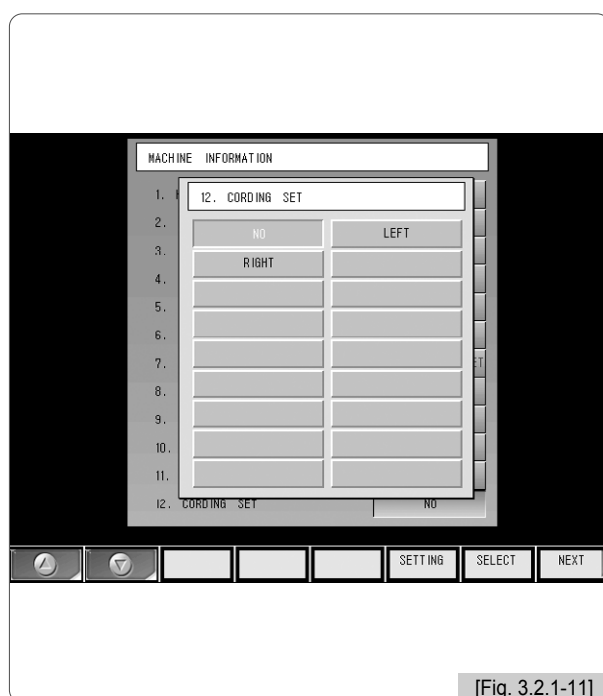 MACHINE INFORMATION
1.
12. CORDING SET
2.
NO LEFT
3.
RIGHT
4.
5.
6.
7.
ET
8.
9.
10.
11.
12. CORDING SET NO
SETTING SELECT NEXT
[Fig. 3.2.1-11]